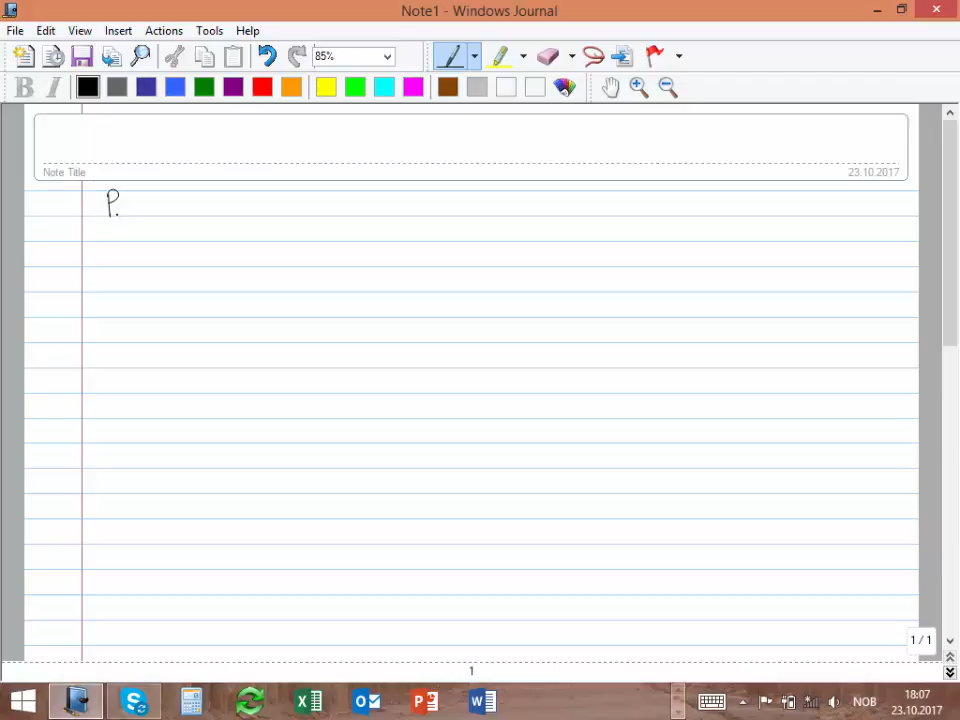 Note1 - Windows Journal
File Edit View Insert Actions Tools Help
85%
B I
Note Title 23.10.2017
P.
1 / 1
1
NOB 18:07
23.10.2017